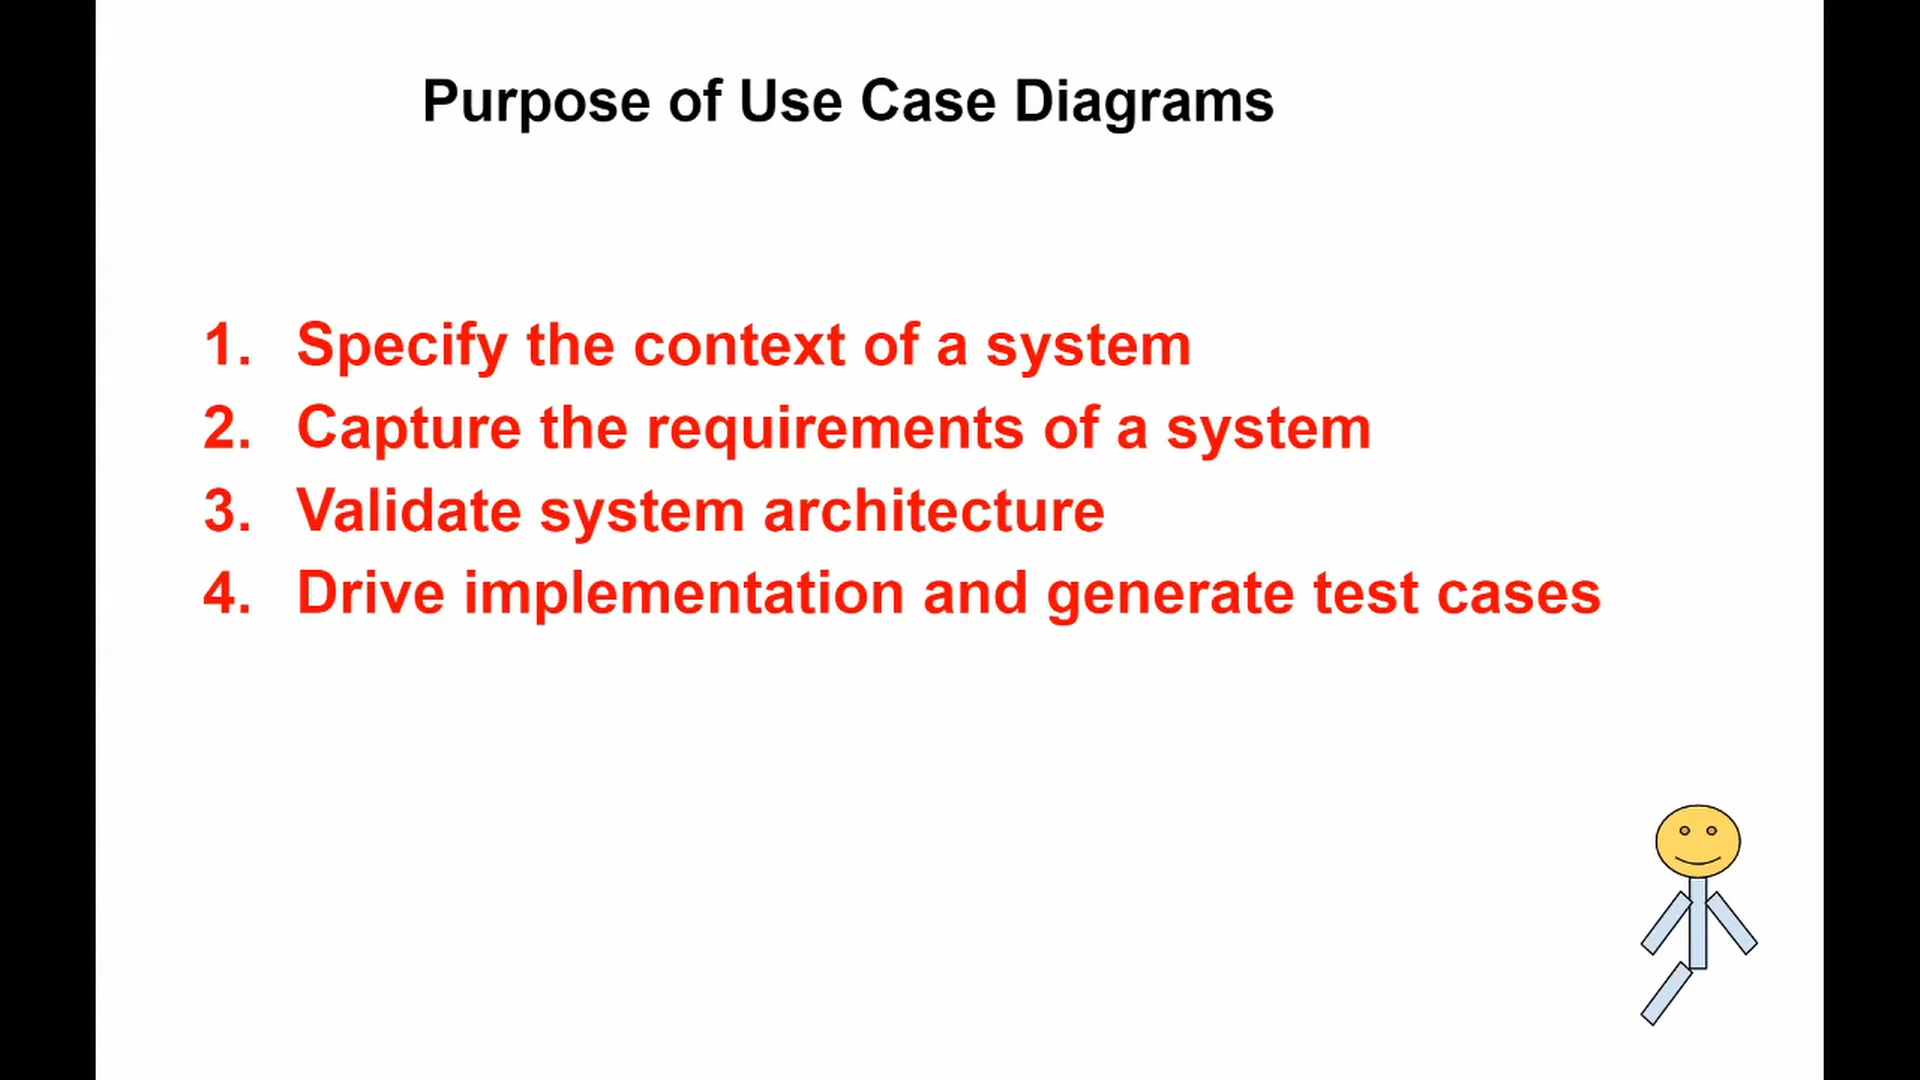 Purpose of Use Case Diagrams
1. Specify the context of a system
2. Capture the requirements of a system
3. Validate system architecture
4. Drive implementation and generate test cases